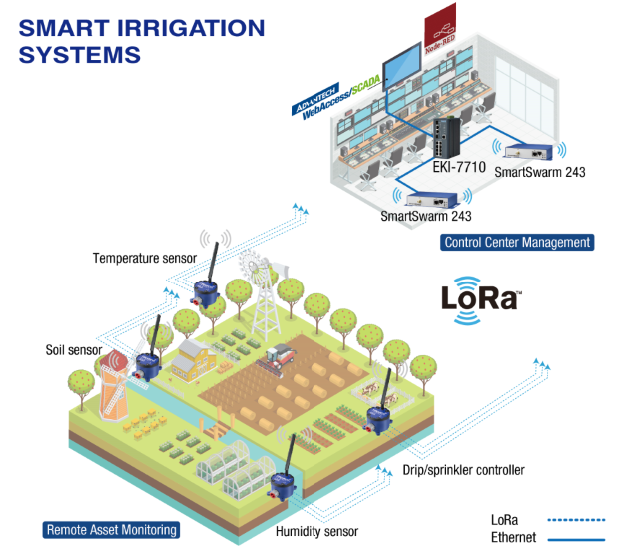 SMART IRRIGATION
SYSTEMS
Node-RED
ADVANTECH
WebAccess/SCADA
EKI-7710
SmartSwarm 243
SmartSwarm 243
Control Center Management
Temperature sensor
LoRa™
Soil sensor
Drip/sprinkler controller
Humidity sensor
Remote Asset Monitoring
LoRa
Ethernet